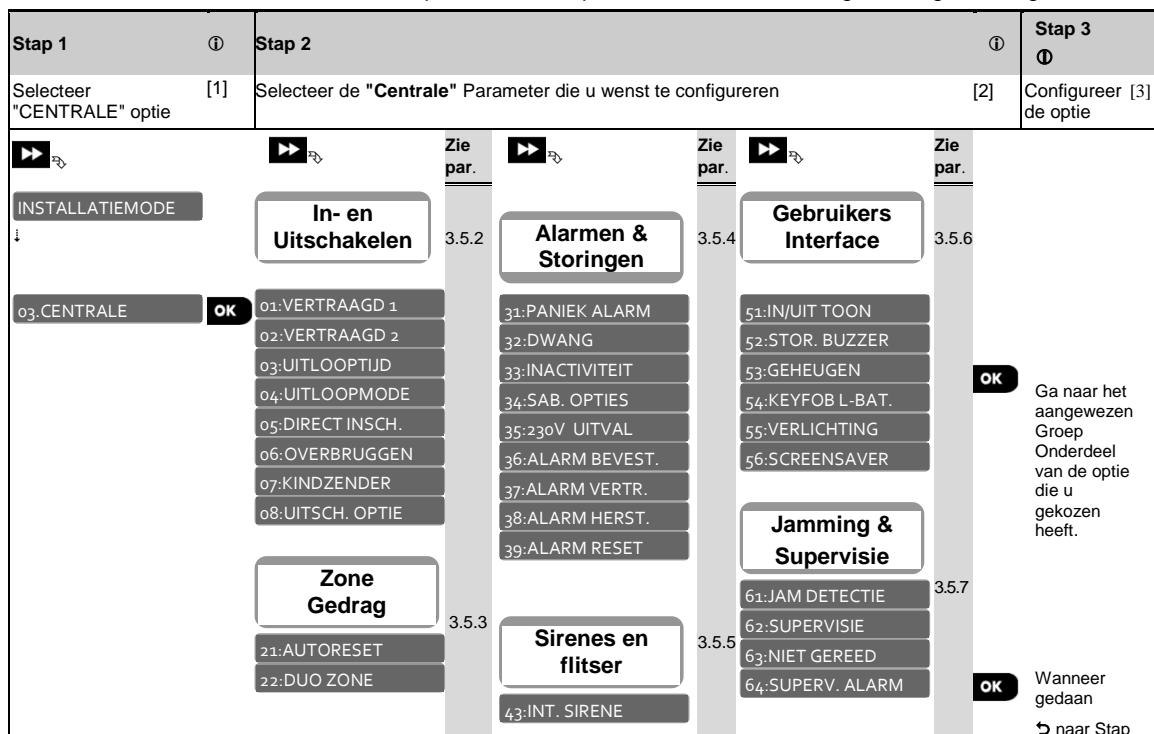 Stap 1
Stap 2
Stap 3
Selecteer "CENTRALE" optie
[1]
Selecteer de "Centrale" Parameter die u wenst te configureren
[2]
Configureer [3] de optie
Zie par.
Zie par.
Zie par.
INSTALLATIEMODE
03.CENTRALE
OK
In- en
Uitschakelen
3.5.2
01:VERTRAAGD 1
02:VERTRAAGD 2
03:UITLOOPTIJD
04:UITLOOPMODE
05:DIRECT INSCH.
06:OVERBRUGGEN
07:KINDZENDER
08:UITSCH. OPTIE
Zone
Gedrag
3.5.3
21:AUTORESET
22:DUO ZONE
Alarmen &
Storingen
3.5.4
31:PANIEK ALARM
32:DWANG
33:INACTIVITEIT
34:SAB. OPTIES
35:230V UITVAL
36:ALARM BEVEST.
37:ALARM VERTR.
38:ALARM HERST.
39:ALARM RESET
Sirenes en
flitser
3.5.5
43:INT. SIRENE
Gebruikers
Interface
3.5.6
51:IN/UIT TOON
52:STOR. BUZZER
53:GEHEUGEN
54:KEYFOB L-BAT.
55:VERLICHTING
56:SCREENSAVER
Jamming &
Supervisie
3.5.7
61:JAM DETECTIE
62:SUPERVISIE
63:NIET GEREED
64:SUPERV. ALARM
OK
Ga naar het
aangewezen
Groep
Onderdeel
van de optie
die u
gekozen
heeft.
OK
Wanneer
gedaan
naar Stap